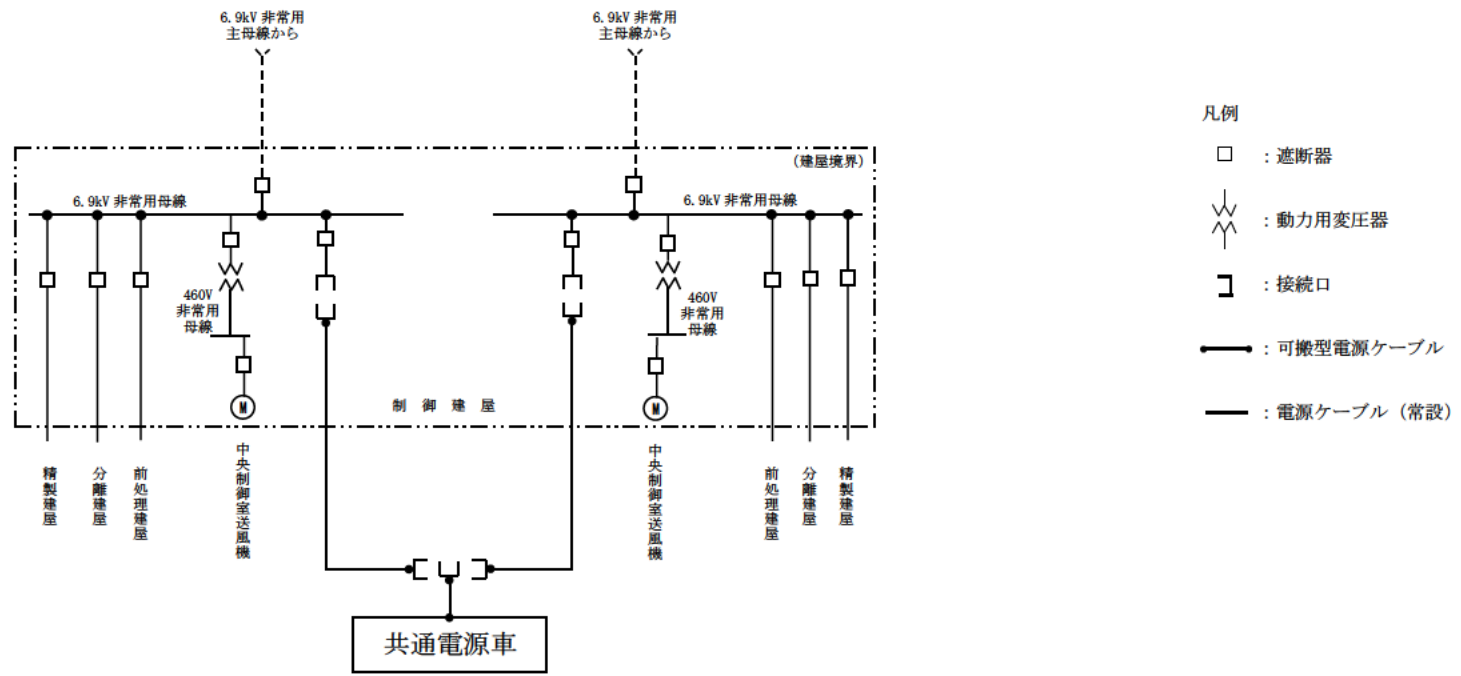 6.9kV 非常用
主母線から
6.9kV 非常用
主母線から
(建屋境界)
6.9kV 非常用母線
6.9kV 非常用母線
460V
非常用
母線
460V
非常用
母線
M
M
制御建屋
精製建屋
分離建屋
前処理建屋
中央制御室送風機
中央制御室送風機
前処理建屋
分離建屋
精製建屋
共通電源車
凡例
：遮断器
：動力用変圧器
：接続口
：可搬型電源ケーブル
：電源ケーブル（常設）